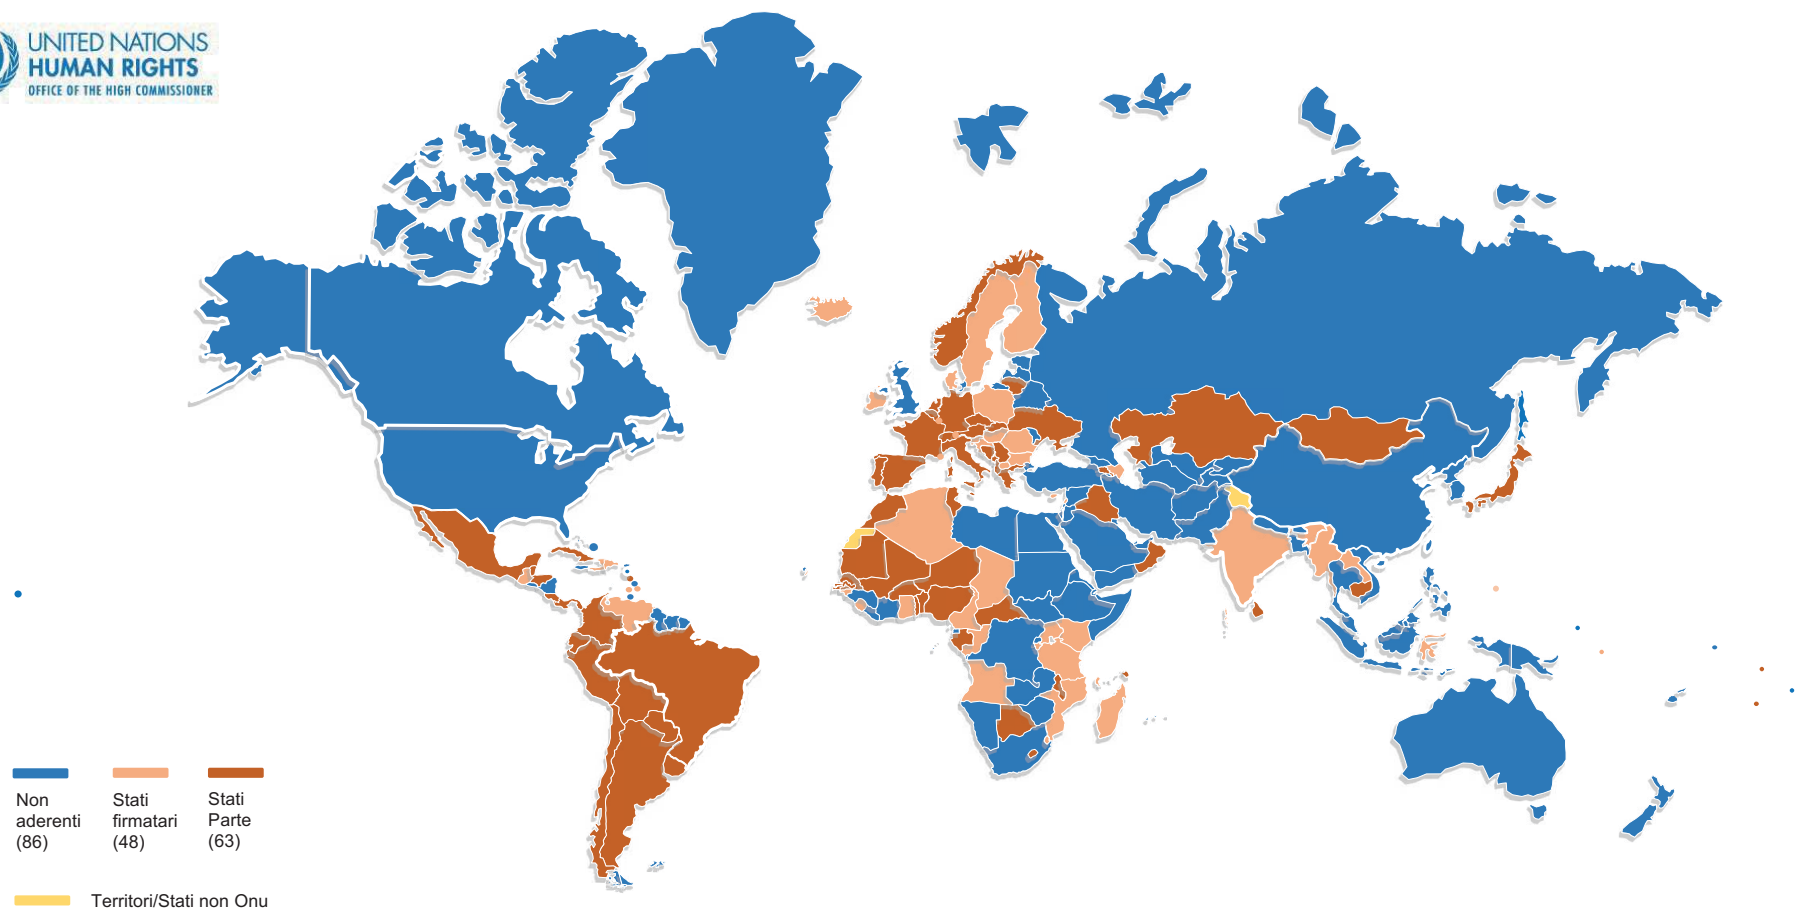 UNITED NATIONS
HUMAN RIGHTS
OFFICE OF THE HIGH COMMISSIONER
Non
aderenti
(86)
Stati
firmatari
(48)
Stati
Parte
(63)
Territori/Stati non Onu